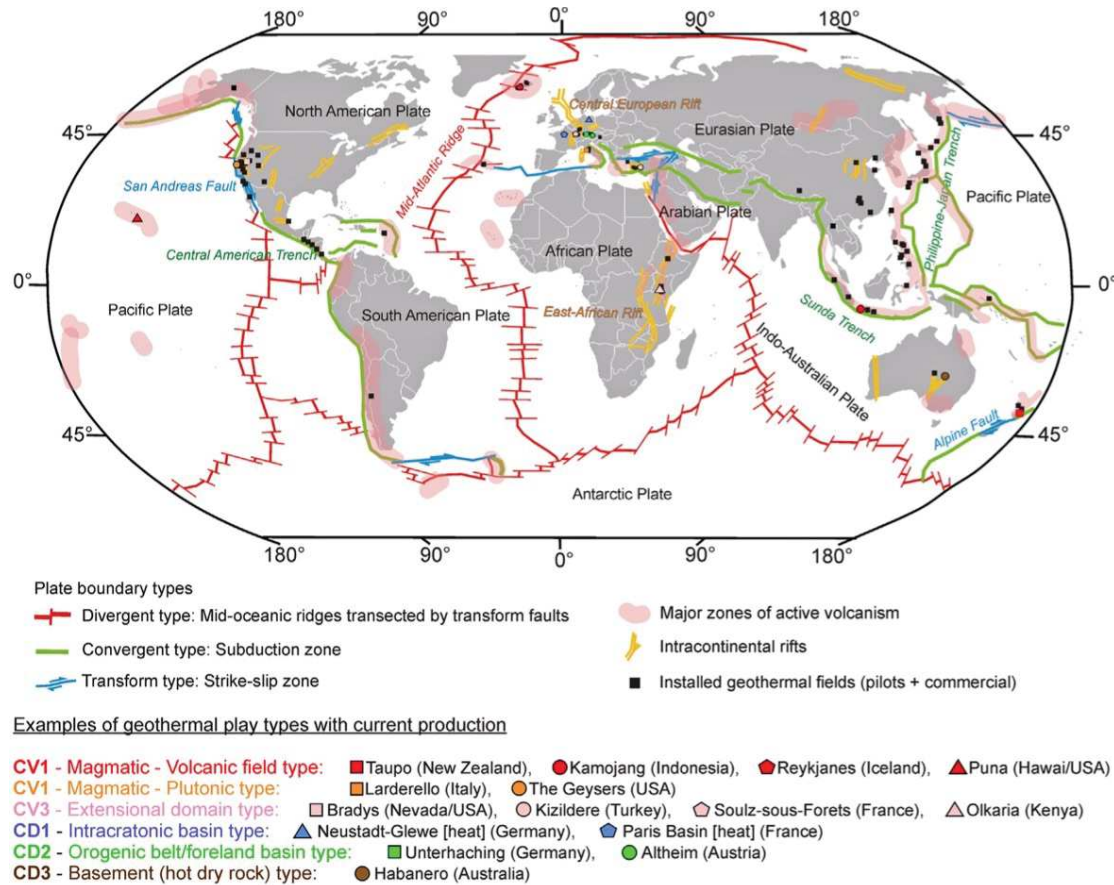 180° 90° 0° 90° 180°
North American Plate
Central European Rift
Eurasian Plate
45°
45°
Mid-Atlantic Ridge
San Andreas Fault
Philippine-Japan Trench
Pacific Plate
Arabian Plate
African Plate
Central American Trench
0°
0°
Pacific Plate
South American Plate
East-African Rift
Sunda Trench
Indo-Australian Plate
45°
45°
Alpine Fault
Antarctic Plate
180° 90° 0° 90° 180°
Plate boundary types
Divergent type: Mid-oceanic ridges transected by transform faults
Convergent type: Subduction zone
Transform type: Strike-slip zone
Major zones of active volcanism
Intracontinental rifts
Installed geothermal fields (pilots + commercial)
Examples of geothermal play types with current production
CV1 - Magmatic - Volcanic field type: Taupo (New Zealand), Kamojang (Indonesia), Reykjanes (Iceland), Puna (Hawai/USA)
CV1 - Magmatic - Plutonic type: Larderello (Italy), The Geysers (USA)
CV3 - Extensional domain type: Bradys (Nevada/USA), Kizildere (Turkey), Soulz-sous-Forets (France), Olkaria (Kenya)
CD1 - Intracratonic basin type: Neustadt-Glewe [heat] (Germany), Paris Basin [heat] (France)
CD2 - Orogenic belt/foreland basin type: Unterhaching (Germany), Altheim (Austria)
CD3 - Basement (hot dry rock) type: Habanero (Australia)